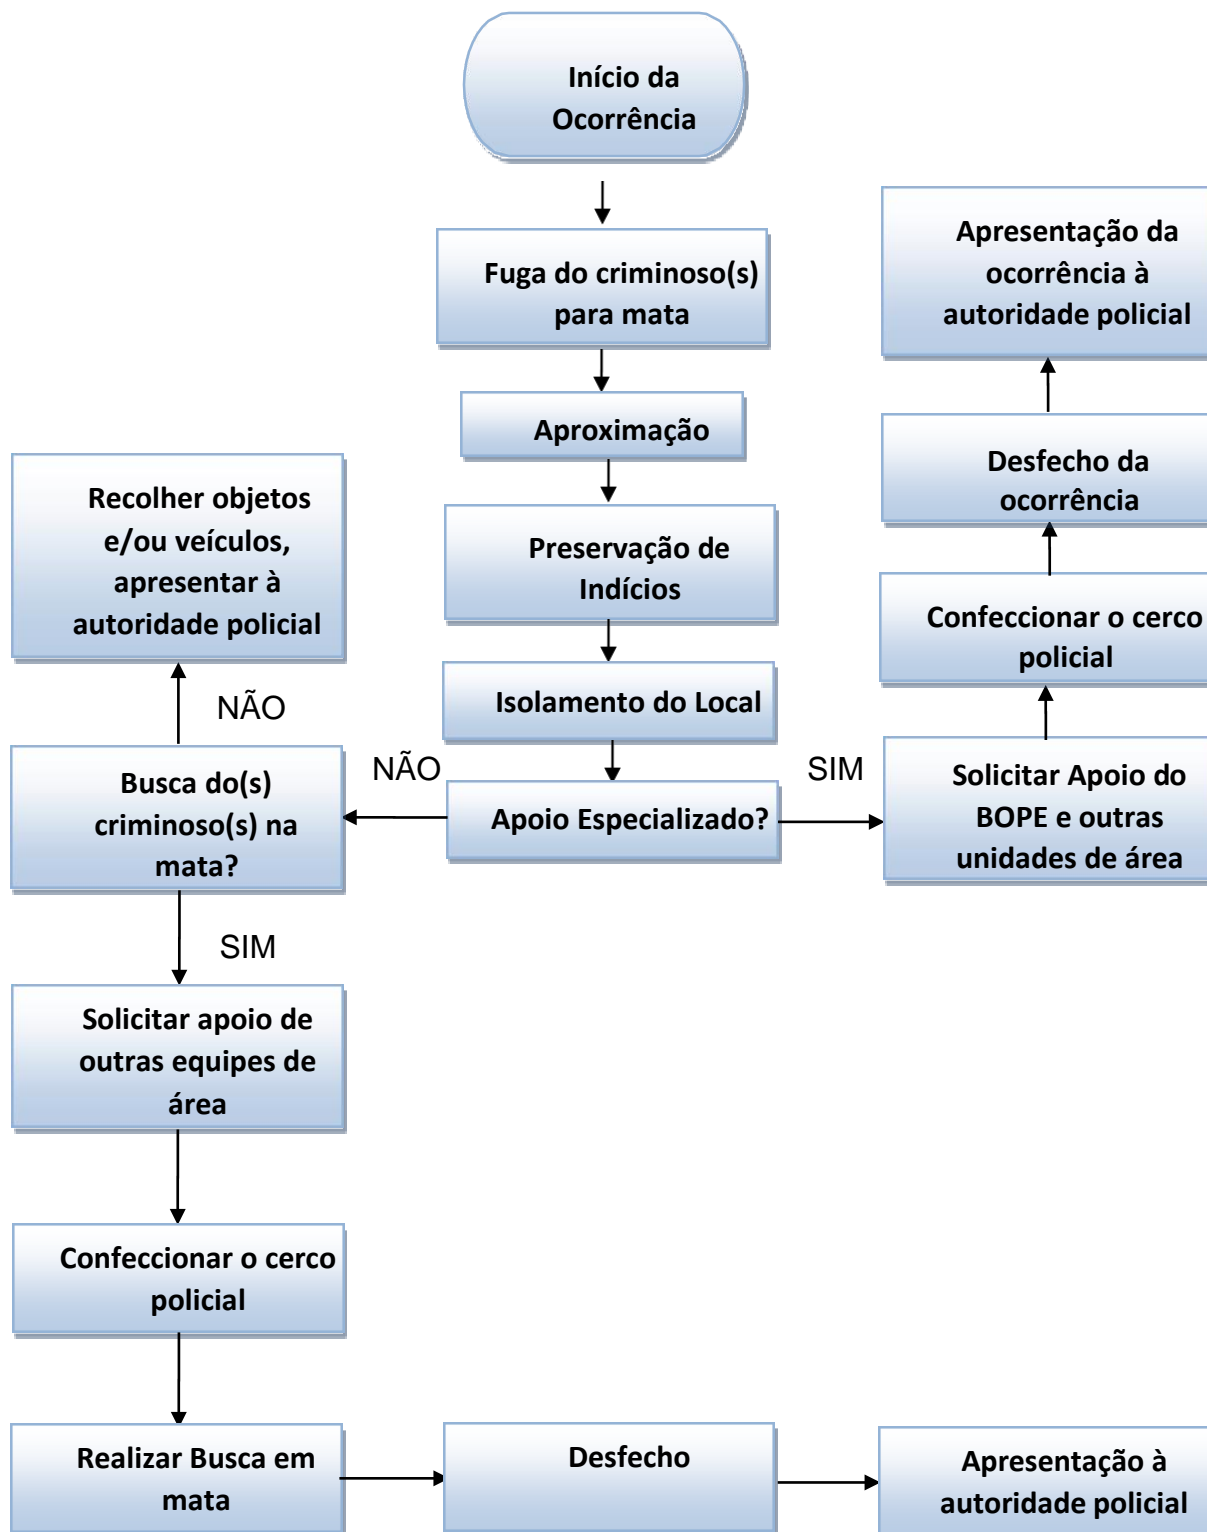 Início da
Ocorrência
Fuga do criminoso(s)
para mata
Aproximação
Preservação de
Indícios
Isolamento do Local
Apoio Especializado?
SIM
Solicitar Apoio do
BOPE e outras
unidades de área
Confeccionar o cerco
policial
Desfecho da
ocorrência
Apresentação da
ocorrência à
autoridade policial
NÃO
Busca do(s)
criminoso(s) na
mata?
NÃO
Recolher objetos
e/ou veículos,
apresentar à
autoridade policial
SIM
Solicitar apoio de
outras equipes de
área
Confeccionar o cerco
policial
Realizar Busca em
mata
Desfecho
Apresentação à
autoridade policial